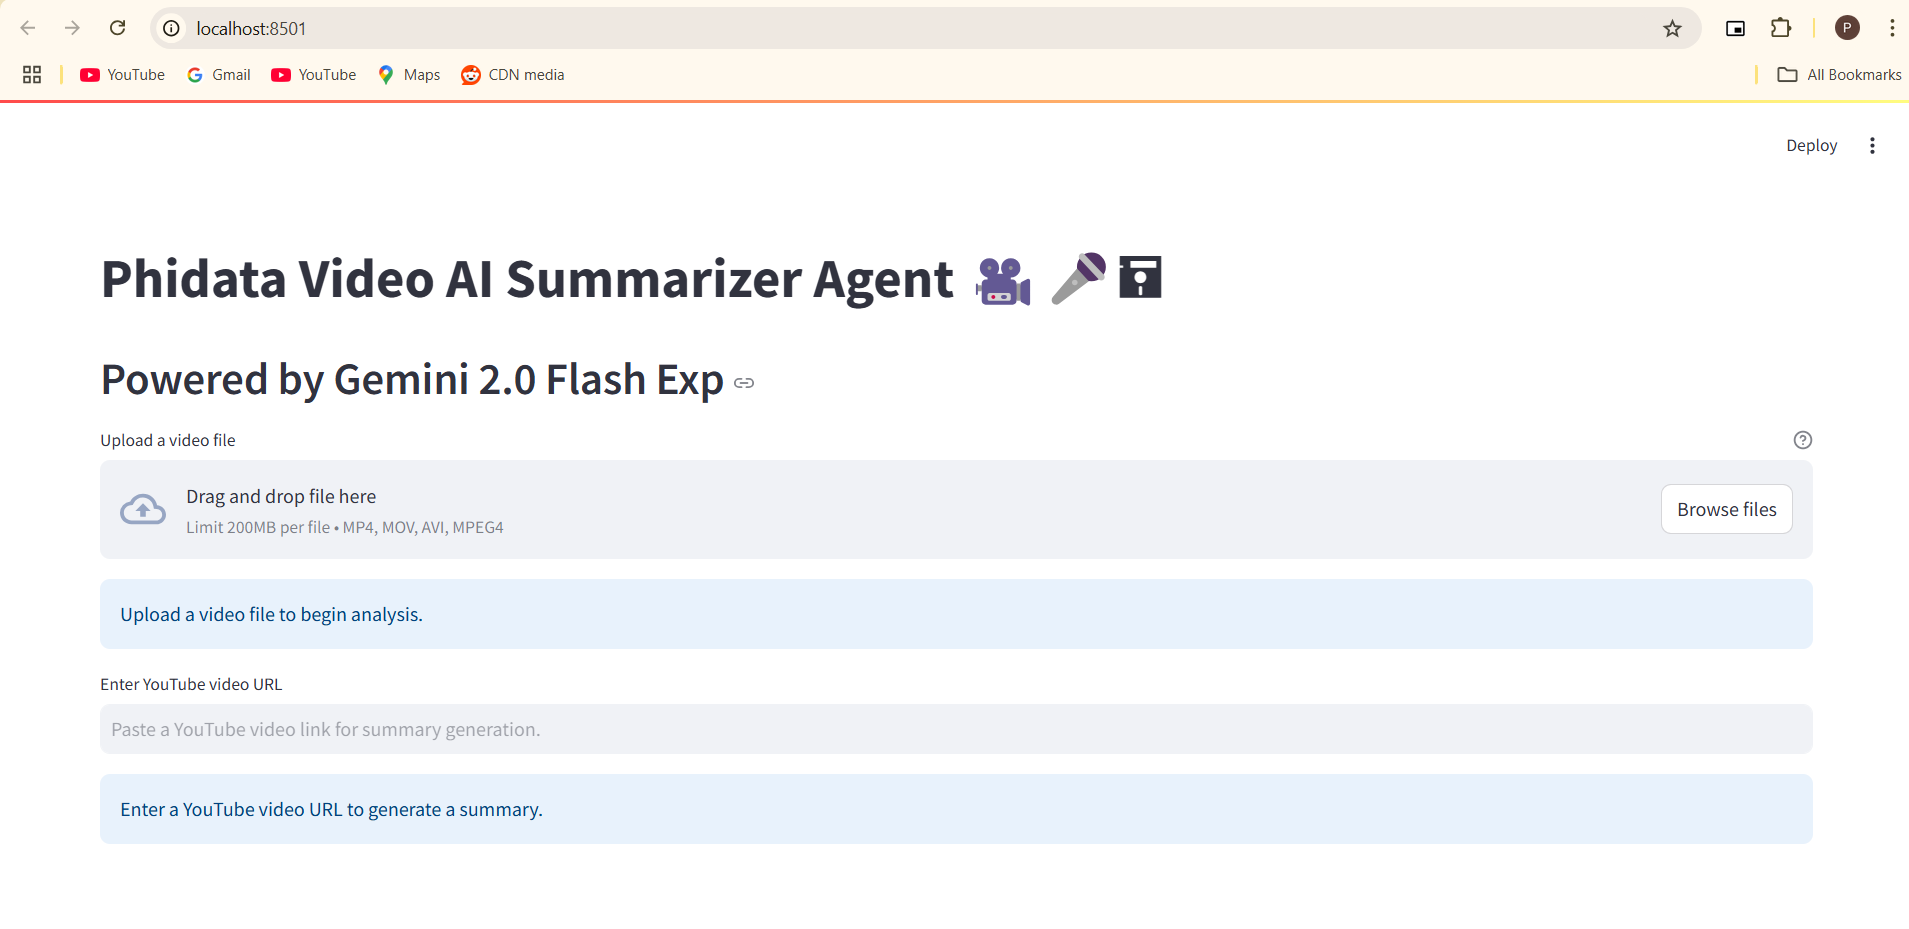 localhost:8501
P
YouTube Gmail YouTube Maps CDN media All Bookmarks
Deploy
Phidata Video AI Summarizer Agent
Powered by Gemini 2.0 Flash Exp
Upload a video file
Drag and drop file here
Limit 200MB per file • MP4, MOV, AVI, MPEG4
Browse files
Upload a video file to begin analysis.
Enter YouTube video URL
Paste a YouTube video link for summary generation.
Enter a YouTube video URL to generate a summary.